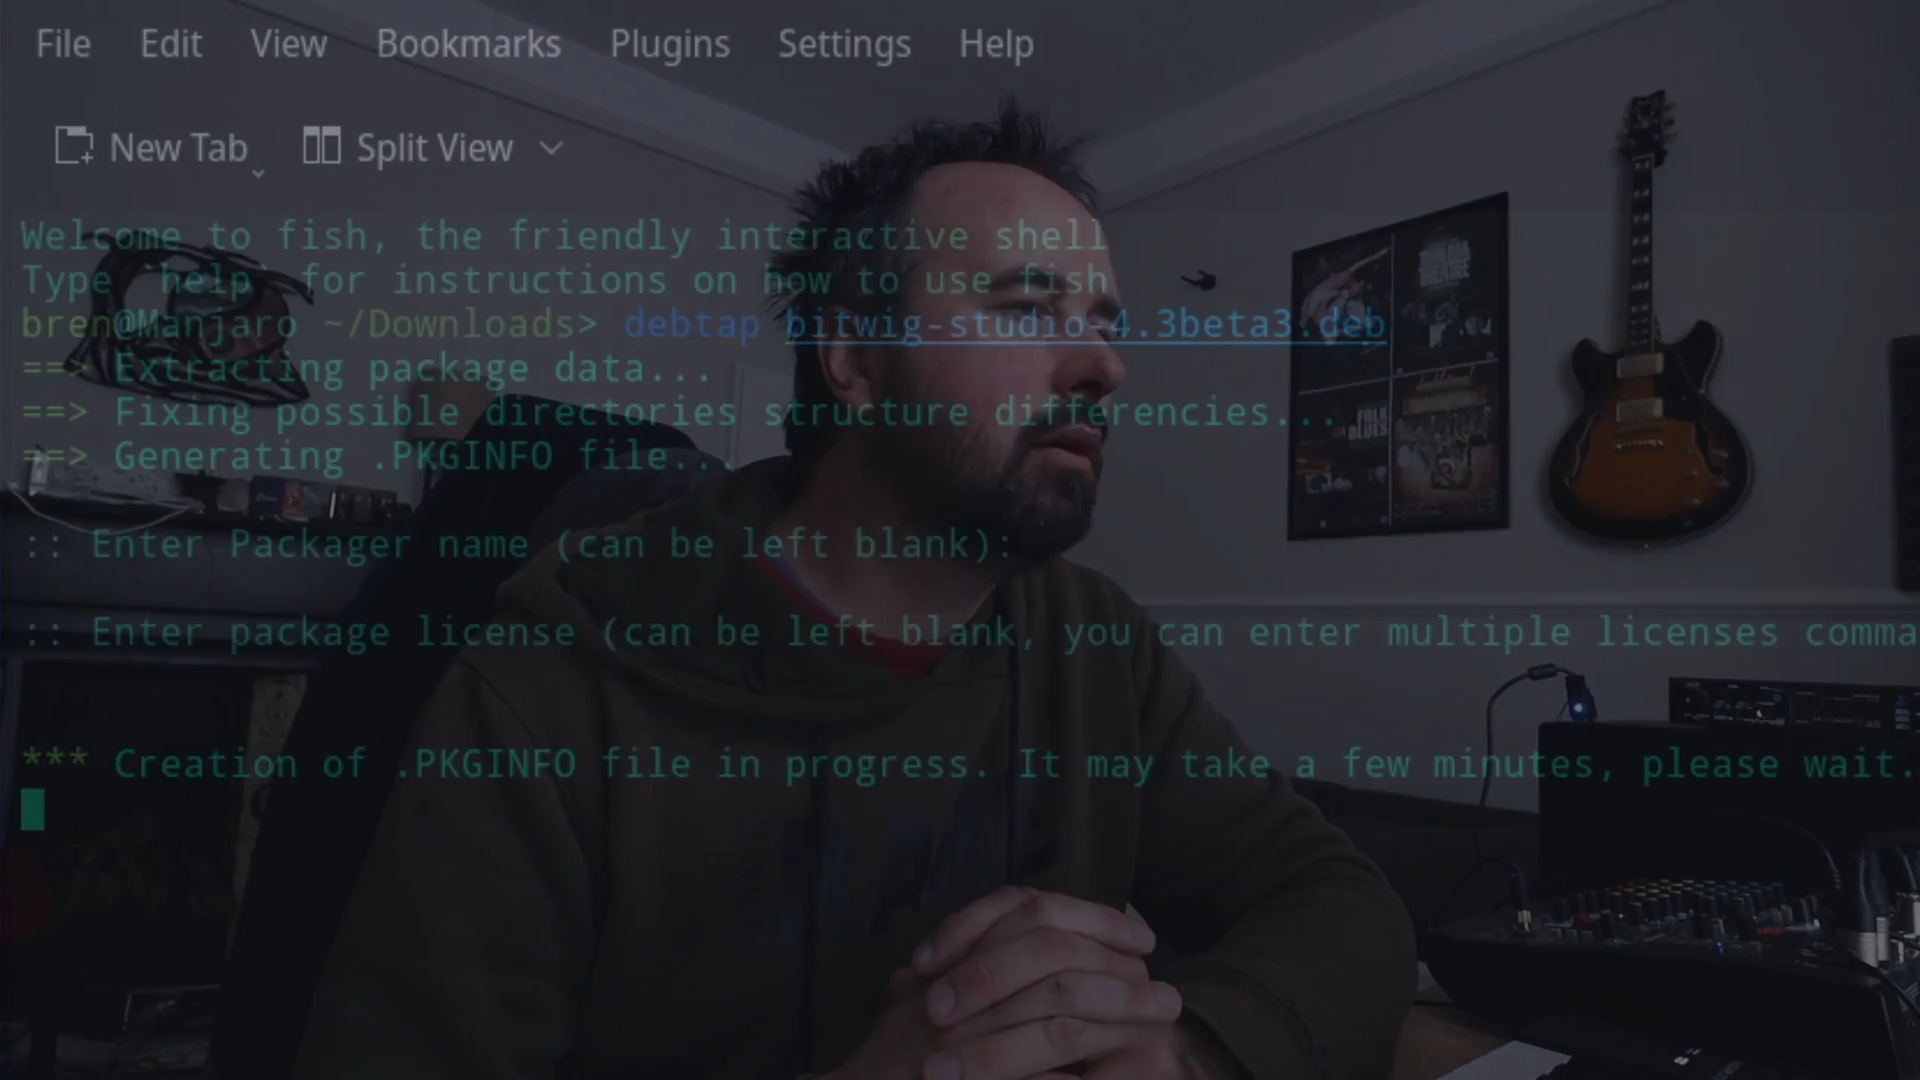 File Edit View Bookmarks Plugins Settings Help
New Tab Split View
Welcome to fish, the friendly interactive shell
Type `help` for instructions on how to use fish
bren@Manjaro ~/Downloads> debtap bitwig-studio-4.3beta3.deb
==> Extracting package data...
==> Fixing possible directories structure differencies...
==> Generating .PKGINFO file...
FOLK
BLUES
:: Enter Packager name (can be left blank):
:: Enter package license (can be left blank, you can enter multiple licenses comma
*** Creation of .PKGINFO file in progress. It may take a few minutes, please wait.